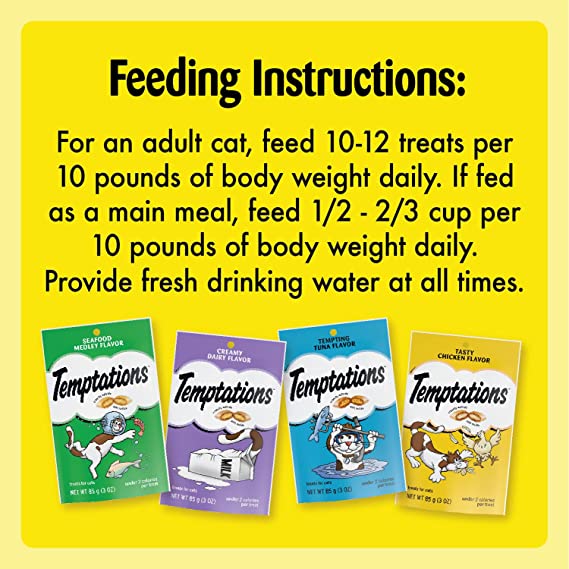 Feeding Instructions:
For an adult cat, feed 10-12 treats per
10 pounds of body weight daily. If fed
as a main meal, feed 1/2 - 2/3 cup per
10 pounds of body weight daily.
Provide fresh drinking water at all times.
SEAFOOD
MEDLEY FLAVOR
Temptations
treats for cats
NET WT 85 g (3 OZ)
under 2 calories
per treat
CREAMY
DAIRY FLAVOR
Temptations
MILK
treats for cats
NET WT 85 g (3 OZ)
under 2 calories
per treat
TEMPTING
TUNA FLAVOR
Temptations
treats for cats
NET WT 85 g (3 OZ)
under 2 calories
per treat
TASTY
CHICKEN FLAVOR
Temptations
treats for cats
NET WT 85 g (3 OZ)
under 2 calories
per treat